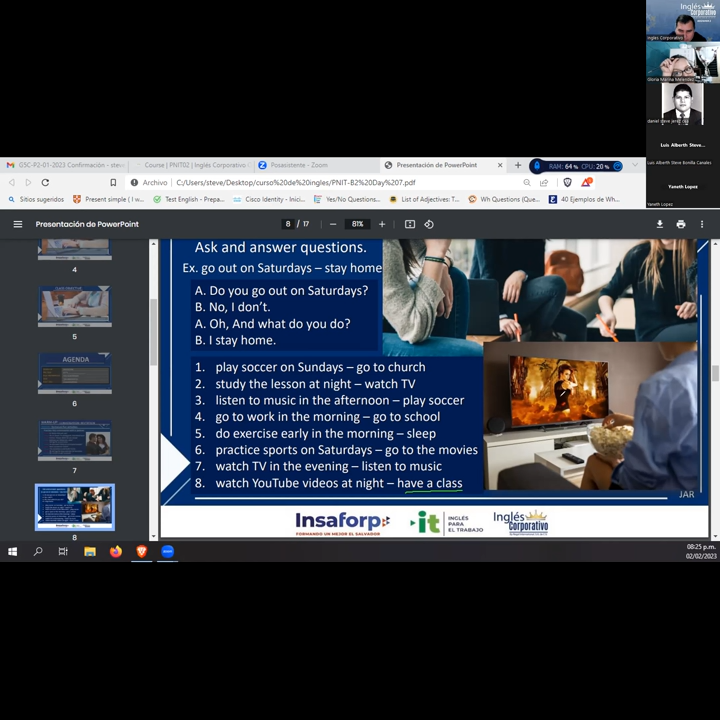 Inglés
Corporativo
Ingles Corporativo
Gloria Marina Melendez
Luis Alberth Steve...
Luis Alberth Steve Bonilla Canales
Yaneth Lopez
Yaneth Lopez
G5C-P2-01-2023 Confirmación - steve
Course | PNIT02 | Inglés Corporativo
Posasistente - Zoom
Presentación de PowerPoint
RAM: 64 % CPU: 20 %
Archivo C:/Users/steve/Desktop/curso%20de%20ingles/PNIT-B2%20Day%207.pdf
Sitios sugeridos
Present simple ( I w...
Test English - Prepa...
Cisco Identity - Inici...
Yes/No Questions...
List of Adjectives: T...
Wh Questions (Que...
40 Ejemplos de Wh...
Presentación de PowerPoint
8 / 17
81%
4
5
AGENDA
6
7
8
Ask and answer questions.
Ex. go out on Saturdays – stay home
A. Do you go out on Saturdays?
B. No, I don't.
A. Oh, And what do you do?
B. I stay home.
1. play soccer on Sundays – go to church
2. study the lesson at night – watch TV
3. listen to music in the afternoon – play soccer
4. go to work in the morning – go to school
5. do exercise early in the morning – sleep
6. practice sports on Saturdays – go to the movies
7. watch TV in the evening – listen to music
8. watch YouTube videos at night – have a class
JAR
Insaforp
FORMANDO UN MEJOR EL SALVADOR
it
INGLÉS
PARA
EL TRABAJO
Inglés
Corporativo
08:25 p.m.
02/02/2023